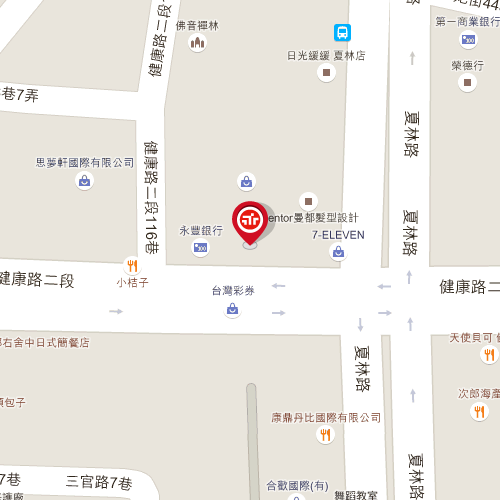 北街44
第一商業銀行
健康路二段
佛音禪林
日光緩緩 夏林店
榮德行
巷7弄
夏林路
思夢軒國際有限公司
健康路二段116巷
永豐銀行
entor曼都髮型設計
7-ELEVEN
夏林路
健康路二段
小桔子
台灣彩券
健康路二
右舍中日式簡餐店
天使貝可
夏林路
次郎海產
包子
康鼎丹比國際有限公司
7巷
三官路7巷
合歡國際(有)
舞蹈教室
夏林路